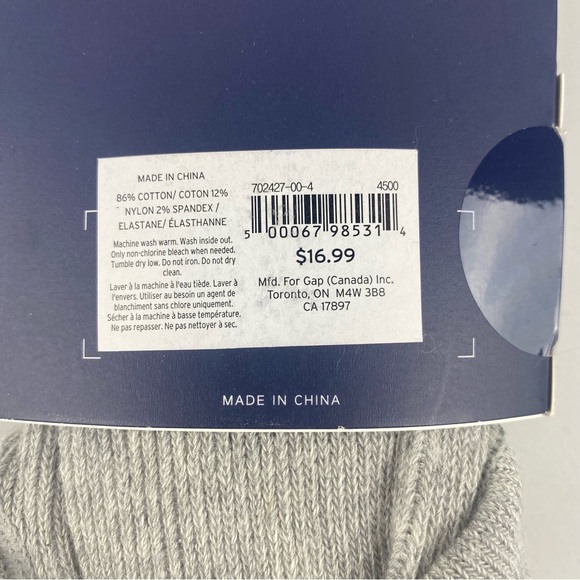 MADE IN CHINA
86% COTTON/ COTON 12%
NYLON 2% SPANDEX /
ELASTANE/ ÉLASTHANNE
Machine wash warm. Wash inside out.
Only non-chlorine bleach when needed.
Tumble dry low. Do not iron. Do not dry
clean.
Laver à la machine à l'eau tiède. Laver à
l'envers. Utiliser au besoin un agent de
blanchiment sans chlore uniquement.
Sécher à la machine à basse température.
Ne pas repasser. Ne pas nettoyer à sec.
702427-00-4 4500
5 00067 98531 4
$16.99
Mfd. For Gap (Canada) Inc.
Toronto, ON M4W 3B8
CA 17897
MADE IN CHINA